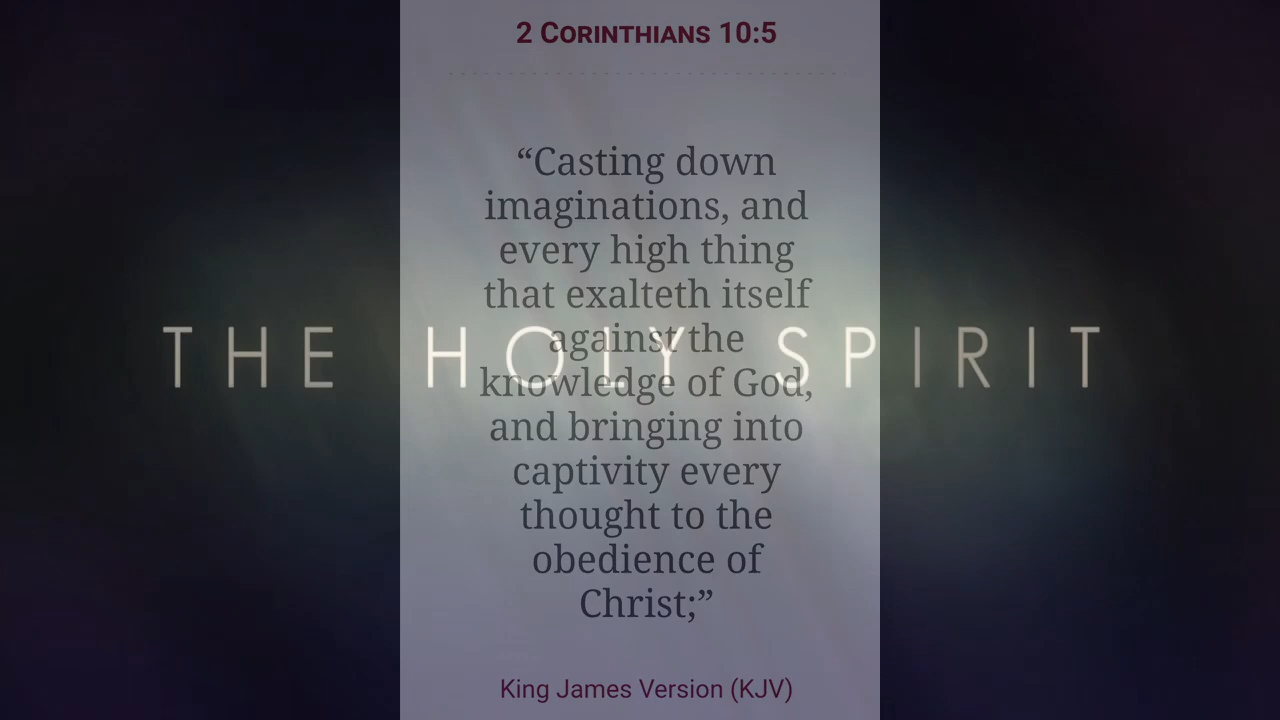 2 CORINTHIANS 10:5
“Casting down
imaginations, and
every high thing
that exalteth itself
against the
THE HOLY SPIRIT
knowledge of God,
and bringing into
captivity every
thought to the
obedience of
Christ;”
King James Version (KJV)